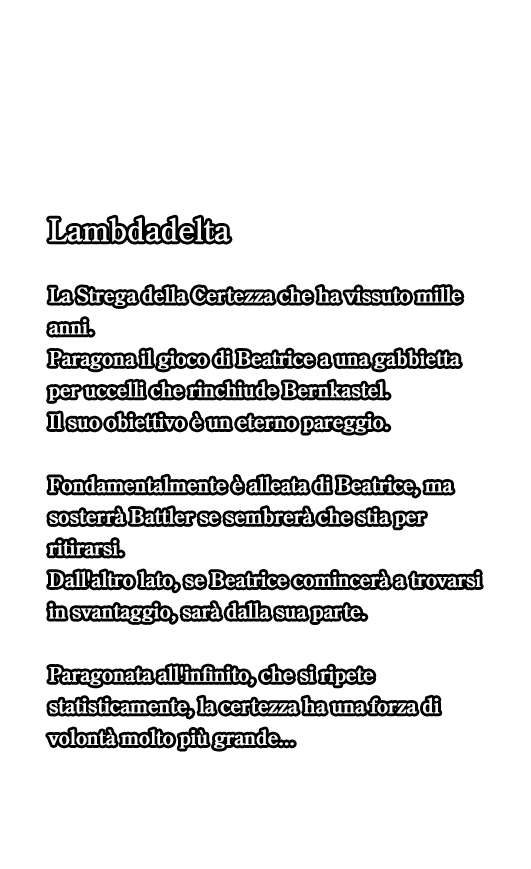 Lambdadelta
La Strega della Certezza che ha vissuto mille
anni.
Paragona il gioco di Beatrice a una gabbietta
per uccelli che rinchiude Bernkastel.
Il suo obiettivo è un eterno pareggio.
Fondamentalmente è alleata di Beatrice, ma
sosterrà Battler se sembrerà che stia per
ritirarsi.
Dall'altro lato, se Beatrice comincerà a trovarsi
in svantaggio, sarà dalla sua parte.
Paragonata all'infinito, che si ripete
statisticamente, la certezza ha una forza di
volontà molto più grande...